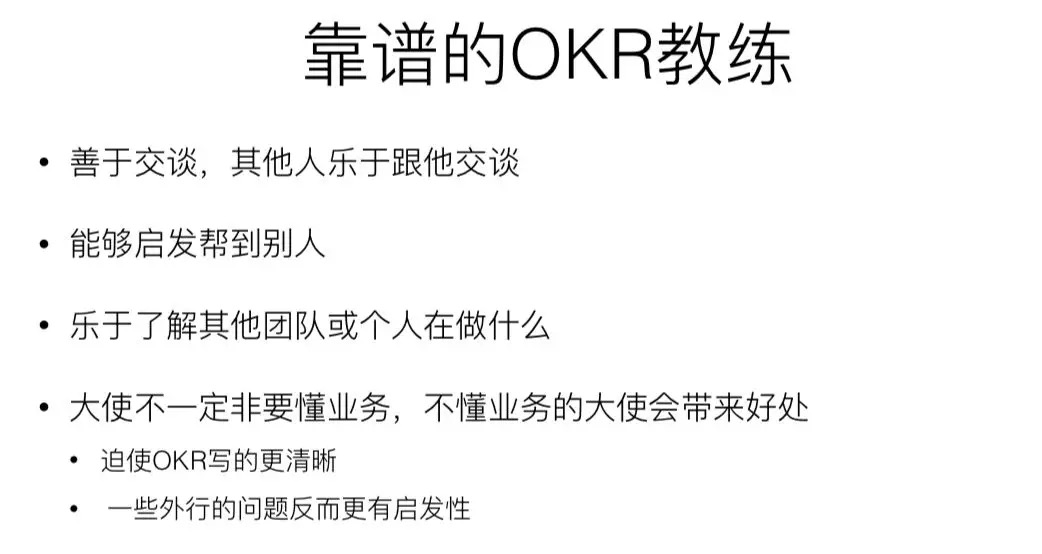 靠谱的OKR教练
• 善于交谈，其他人乐于跟他交谈
• 能够启发帮到别人
• 乐于了解其他团队或个人在做什么
• 大使不一定非要懂业务，不懂业务的大使会带来好处
• 迫使OKR写的更清晰
• 一些外行的问题反而更有启发性